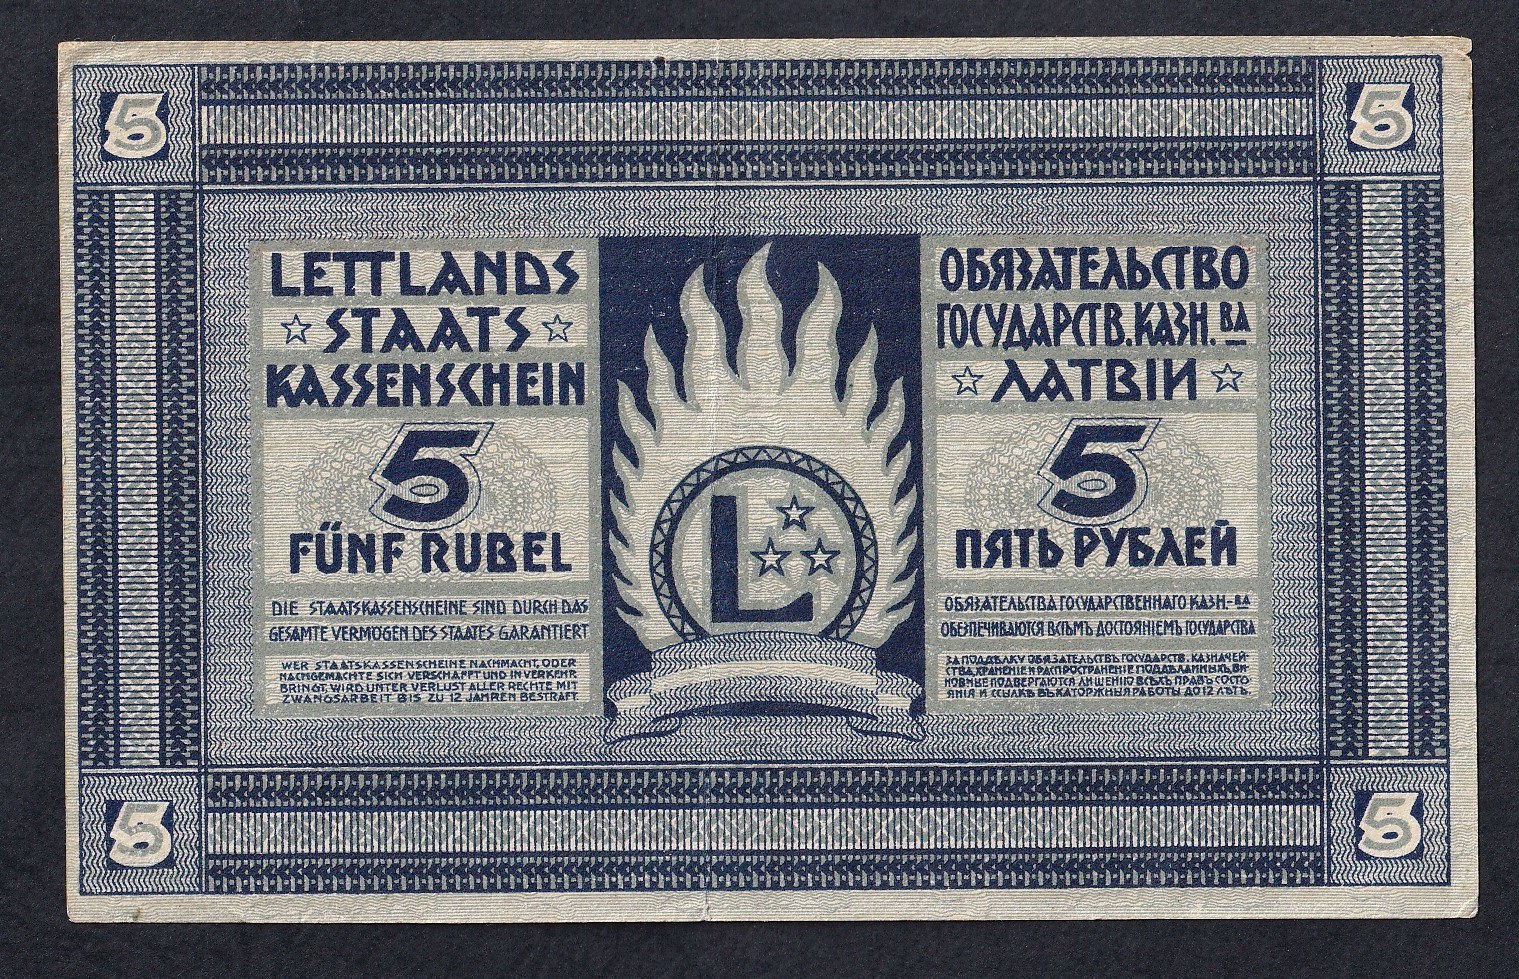 5
5
LETTLANDS
☆ STAATS ☆
KASSENSCHEIN
5
FÜNF RUBEL
DIE STAATSKASSENSCHEINE SIND DURCH DAS
GESAMTE VERMÖGEN DES STAATES GARANTIERT
WER STAATSKASSENSCHEINE NACHMACHT, ODER
NACHGEMACHTE SICH VERSCHAFFT UND IN VERKEHR
BRINGT, WIRD UNTER VERLUST ALLER RECHTE MIT
ZWANGSARBEIT BIS ZU 12 JAHREN BESTRAFT
L
ОБЯЗАТЕЛЬСТВО
ГОСУДАРСТВ. КАЗН. ВА
☆ ЛАТВІИ ☆
5
ПЯТЬ РУБЛЕЙ
ОБЯЗАТЕЛЬСТВА ГОСУДАРСТВЕННАГО КАЗН-ВА
ОБЕЗПЕЧИВАЮТСЯ ВСѢМЪ ДОСТОЯНІЕМЪ ГОСУДАРСТВА
ЗА ПОДДѢЛКУ ОБЯЗАТЕЛЬСТВЪ ГОСУДАРСТВ. КАЗНАЧЕЙ-
СТВА, ХРАНЕНІЕ И РАСПРОСТРАНЕНІЕ ПОДДѢЛАННЫХЪ ВИ-
НОВНЫЕ ПОДВЕРГАЮТСЯ ЛИШЕНІЮ ВСѢХЪ ПРАВЪ СОСТО-
ЯНІЯ И ССЫЛКѢ ВЪ КАТОРЖНЫЯ РАБОТЫ ДО 12 ЛѢТЪ.
5
5